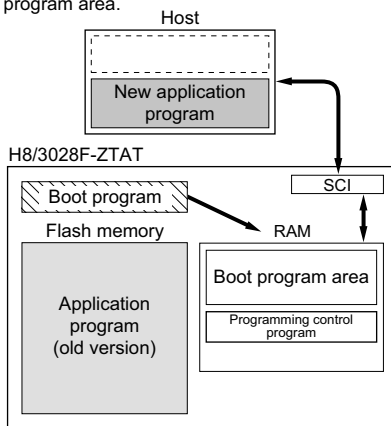 program area.
Host
New application
program
H8/3028F-ZTAT
SCI
Boot program
Flash memory
RAM
Application
program
(old version)
Boot program area
Programming control
program